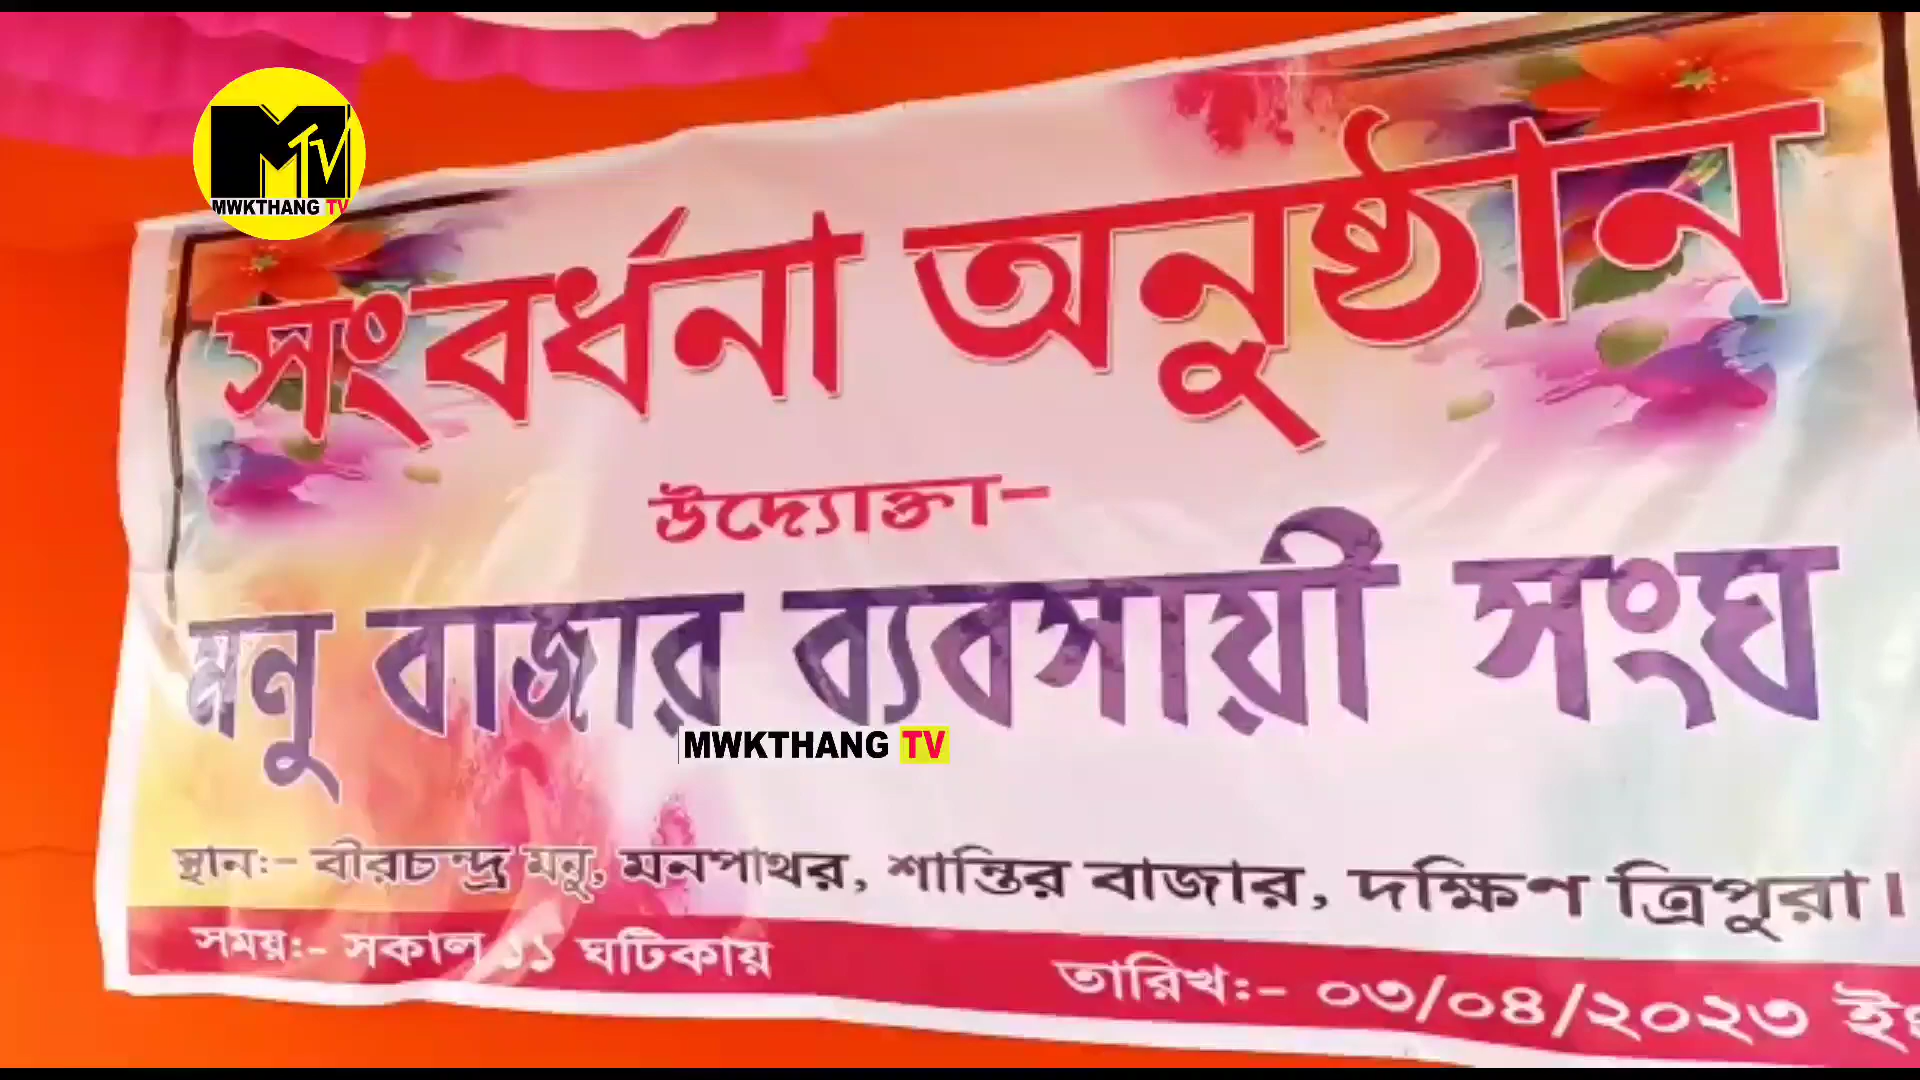 MTV
MWKTHANG TV
সংবর্ধনা অনুষ্ঠান
উদ্যোক্তা-
মনু বাজার ব্যবসায়ী সংঘ
MWKTHANG TV
স্থান:- বীরচন্দ্র মনু, মনপাথর, শান্তির বাজার, দক্ষিণ ত্রিপুরা।
সময়:- সকাল ১১ ঘটিকায়
তারিখ:- ০৩/০৪/২০২৩ ইং